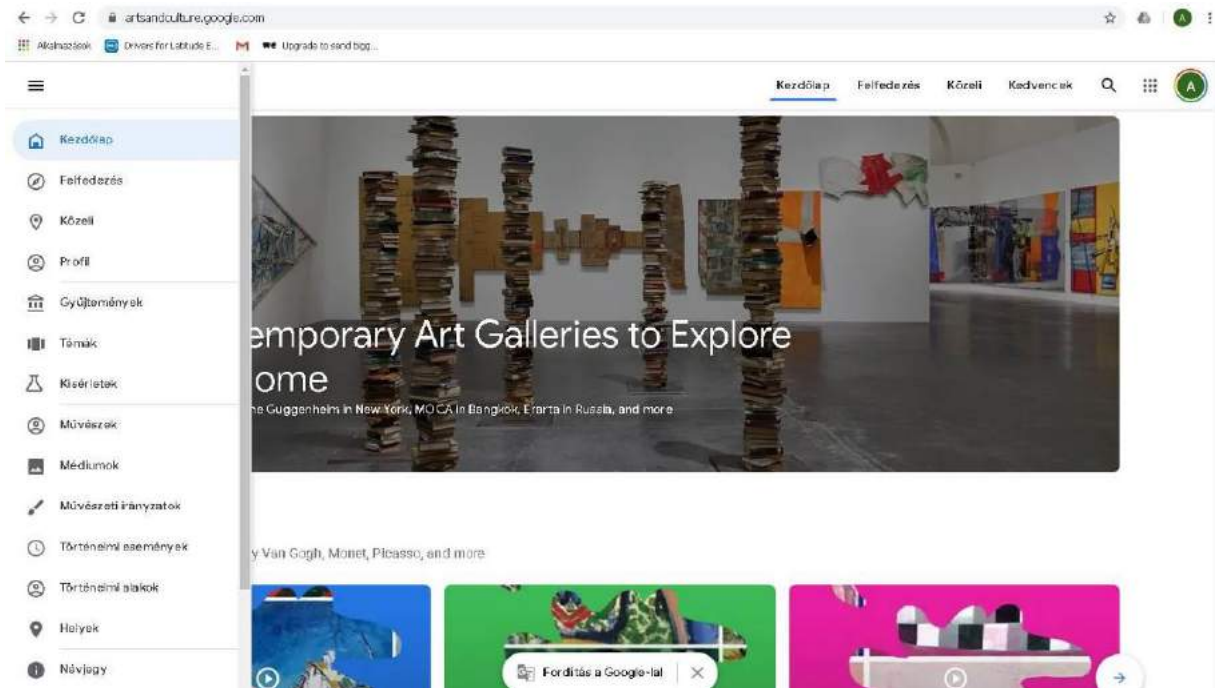 artsandculture.google.com
A
Alkalmazások Drivers for Latitude E... Upgrade to send bigg...
Kezdőlap Felfedezés Közeli Kedvencek A
Kezdőlap
Felfedezés
Közeli
Profil
Gyűjtemények
Témák
Kísérletek
Művészek
Médiumok
Művészeti irányzatok
Történelmi események
Történelmi alakok
Helyek
Névjegy
emporary Art Galleries to Explore
ome
he Guggenheim in New York, MOCA in Bangkok, Erarta in Russia, and more
y Van Gogh, Monet, Picasso, and more
Fordítás a Google-lal